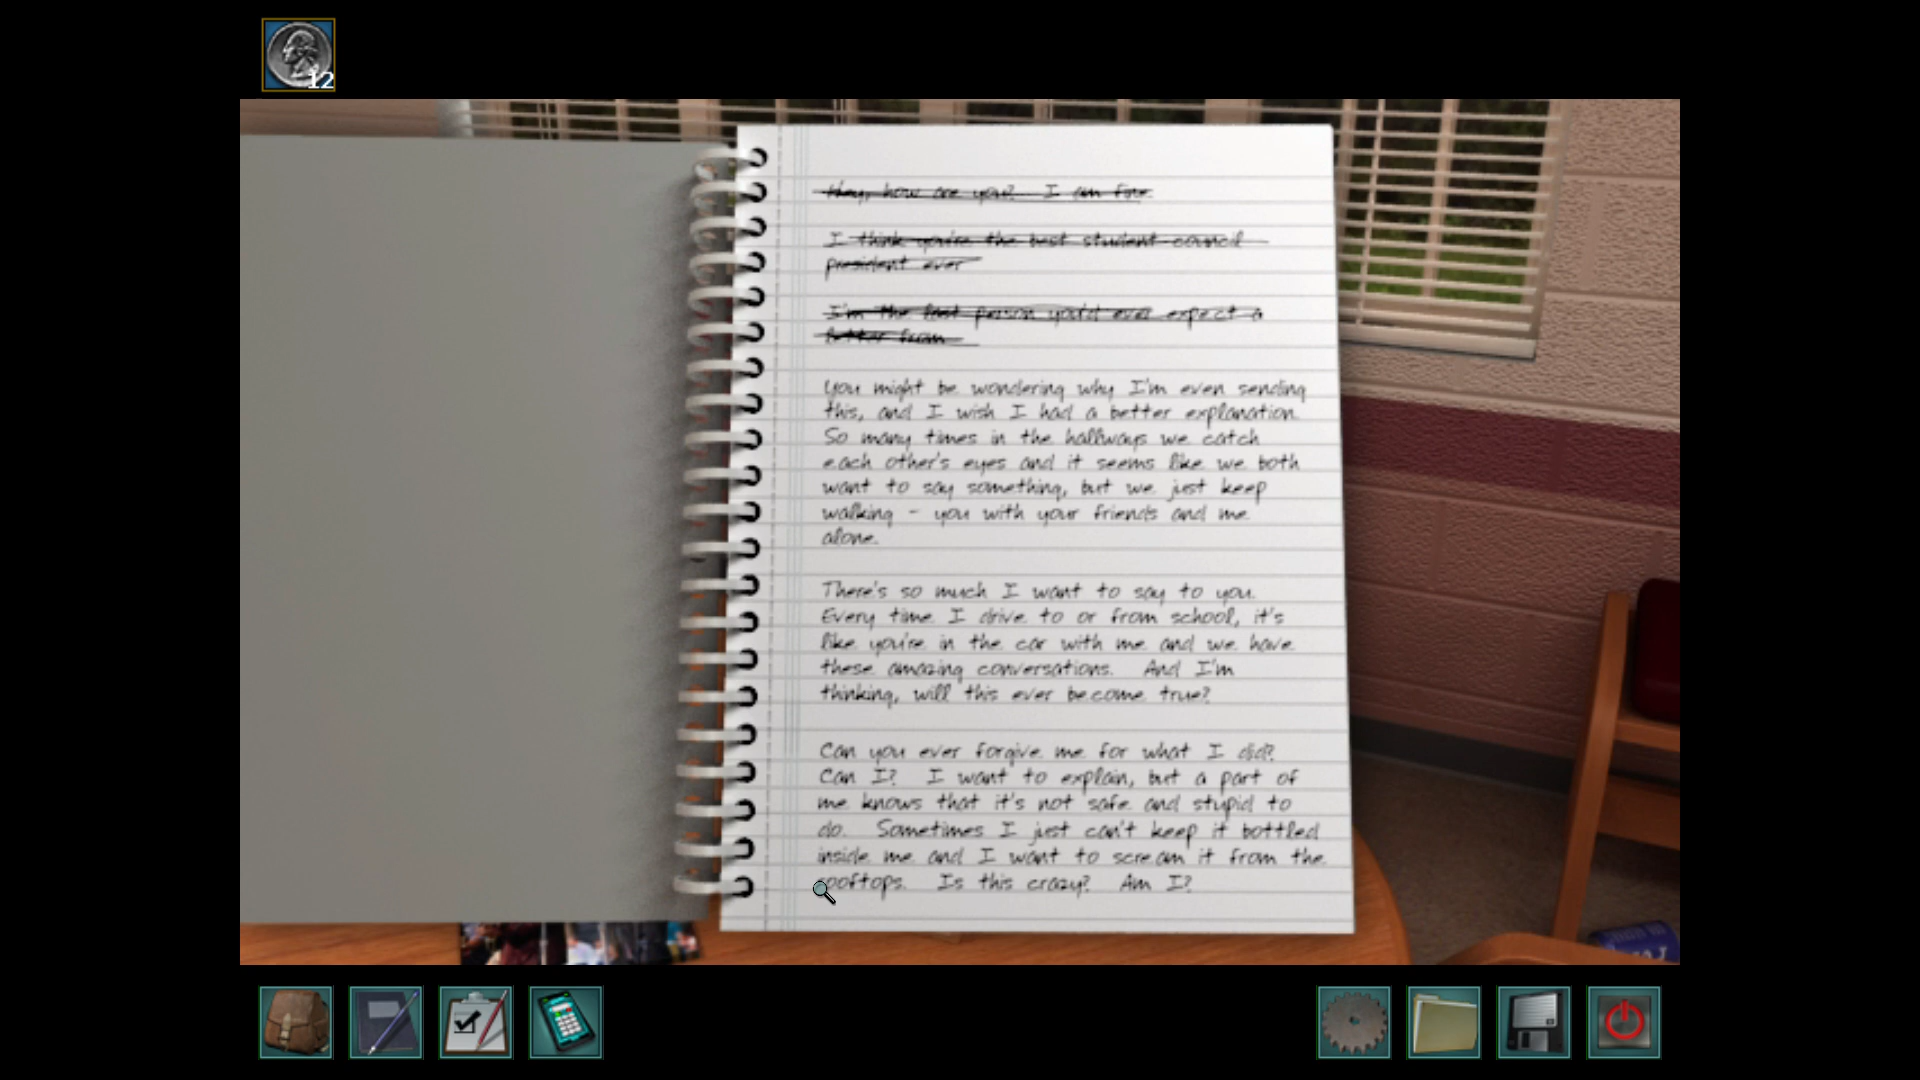 12
Hey, how are you? I am fine
I think you're the best student council
president ever
I'm the last person you'd ever expect a
letter from
You might be wondering why I'm even sending
this, and I wish I had a better explanation.
So many times in the hallways we catch
each other's eyes and it seems like we both
want to say something, but we just keep
walking - you with your friends and me
alone.
There's so much I want to say to you.
Every time I drive to or from school, it's
like you're in the car with me and we have
these amazing conversations. And I'm
thinking, will this ever become true?
Can you ever forgive me for what I did?
Can I? I want to explain, but a part of
me knows that it's not safe and stupid to
do. Sometimes I just can't keep it bottled
inside me and I want to scream it from the
rooftops. Is this crazy? Am I?